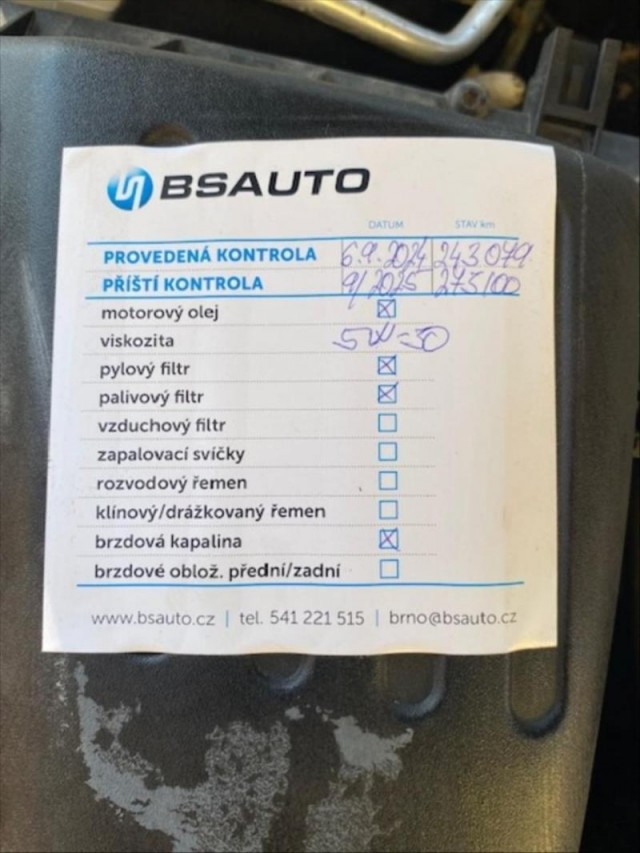 BSAUTO
DATUM STAV km
PROVEDENÁ KONTROLA 6.9.2024 243 079
PŘÍŠTÍ KONTROLA 9/2025 273100
motorový olej ☒
viskozita 5W-30
pylový filtr ☒
palivový filtr ☒
vzduchový filtr ☐
zapalovací svíčky ☐
rozvodový řemen ☐
klínový/drážkovaný řemen ☐
brzdová kapalina ☒
brzdové oblož. přední/zadní ☐
www.bsauto.cz | tel. 541 221 515 | brno@bsauto.cz